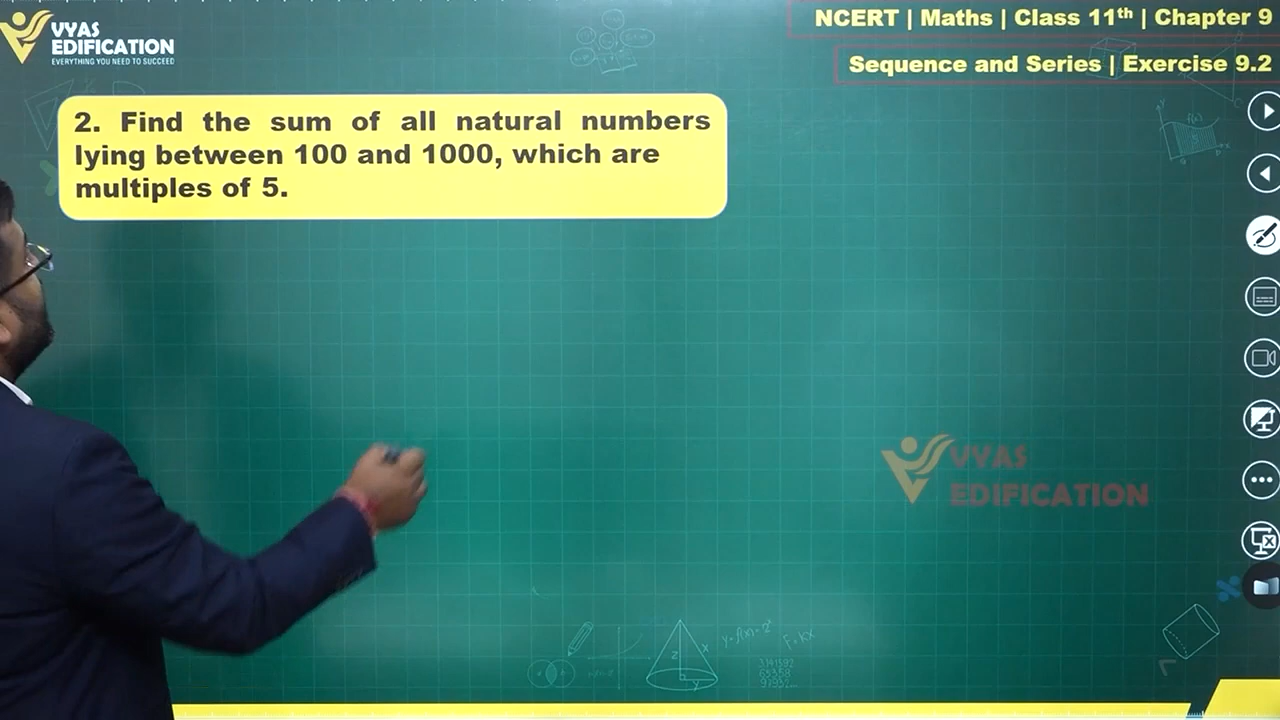 VYAS
EDIFICATION
EVERYTHING YOU NEED TO SUCCEED
NCERT | Maths | Class 11th | Chapter 9
Sequence and Series | Exercise 9.2
2. Find the sum of all natural numbers
lying between 100 and 1000, which are
multiples of 5.
VYAS
EDIFICATION